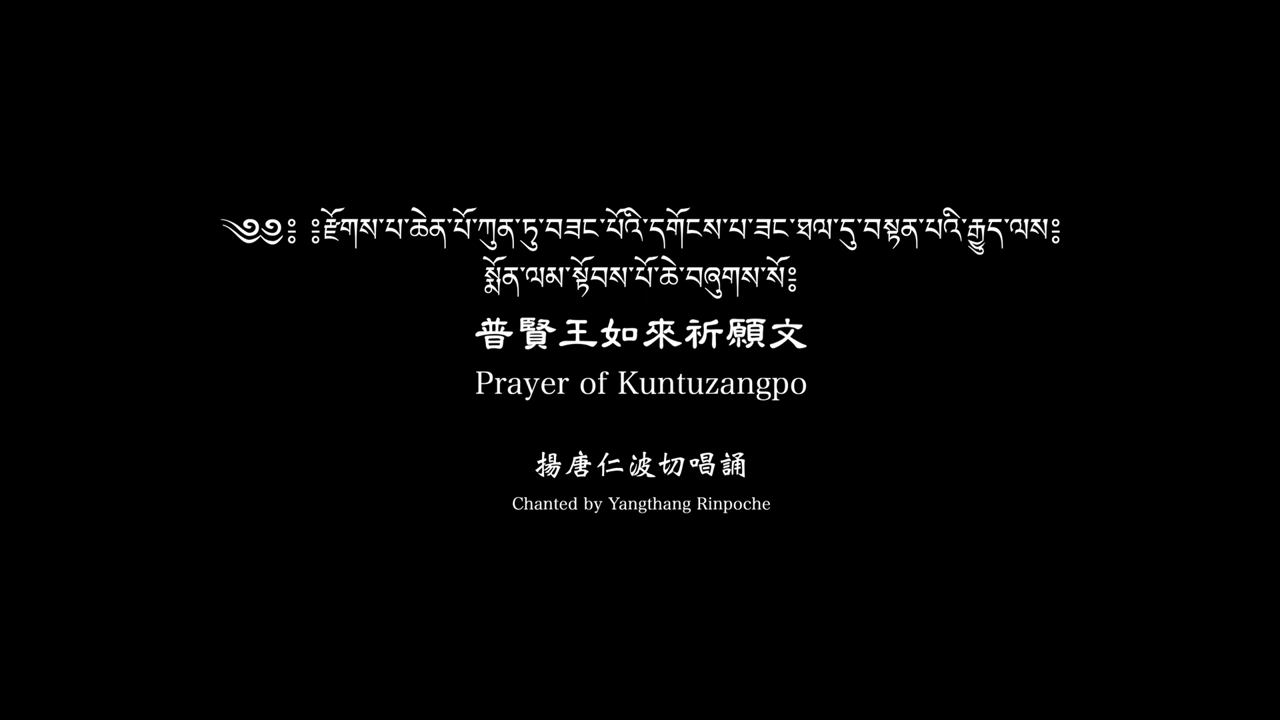 ༄༅༔ ༔རྫོགས་པ་ཆེན་པོ་ཀུན་ཏུ་བཟང་པོའི་དགོངས་པ་ཟང་ཐལ་དུ་བསྟན་པའི་རྒྱུད་ལས༔
སྨོན་ལམ་སྟོབས་པོ་ཆེ་བཞུགས་སོ༔
普賢王如來祈願文
Prayer of Kuntuzangpo
揚唐仁波切唱誦
Chanted by Yangthang Rinpoche